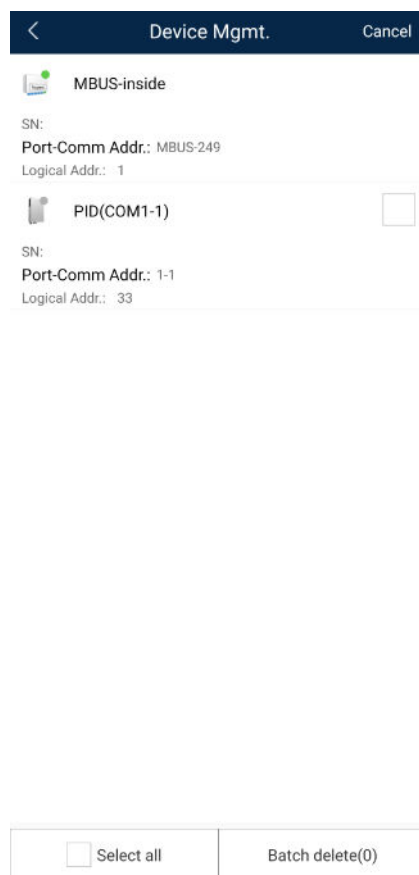 Device Mgmt. Cancel
MBUS-inside
SN:
Port-Comm Addr.: MBUS-249
Logical Addr.: 1
PID(COM1-1)
SN:
Port-Comm Addr.: 1-1
Logical Addr.: 33
Select all Batch delete(0)